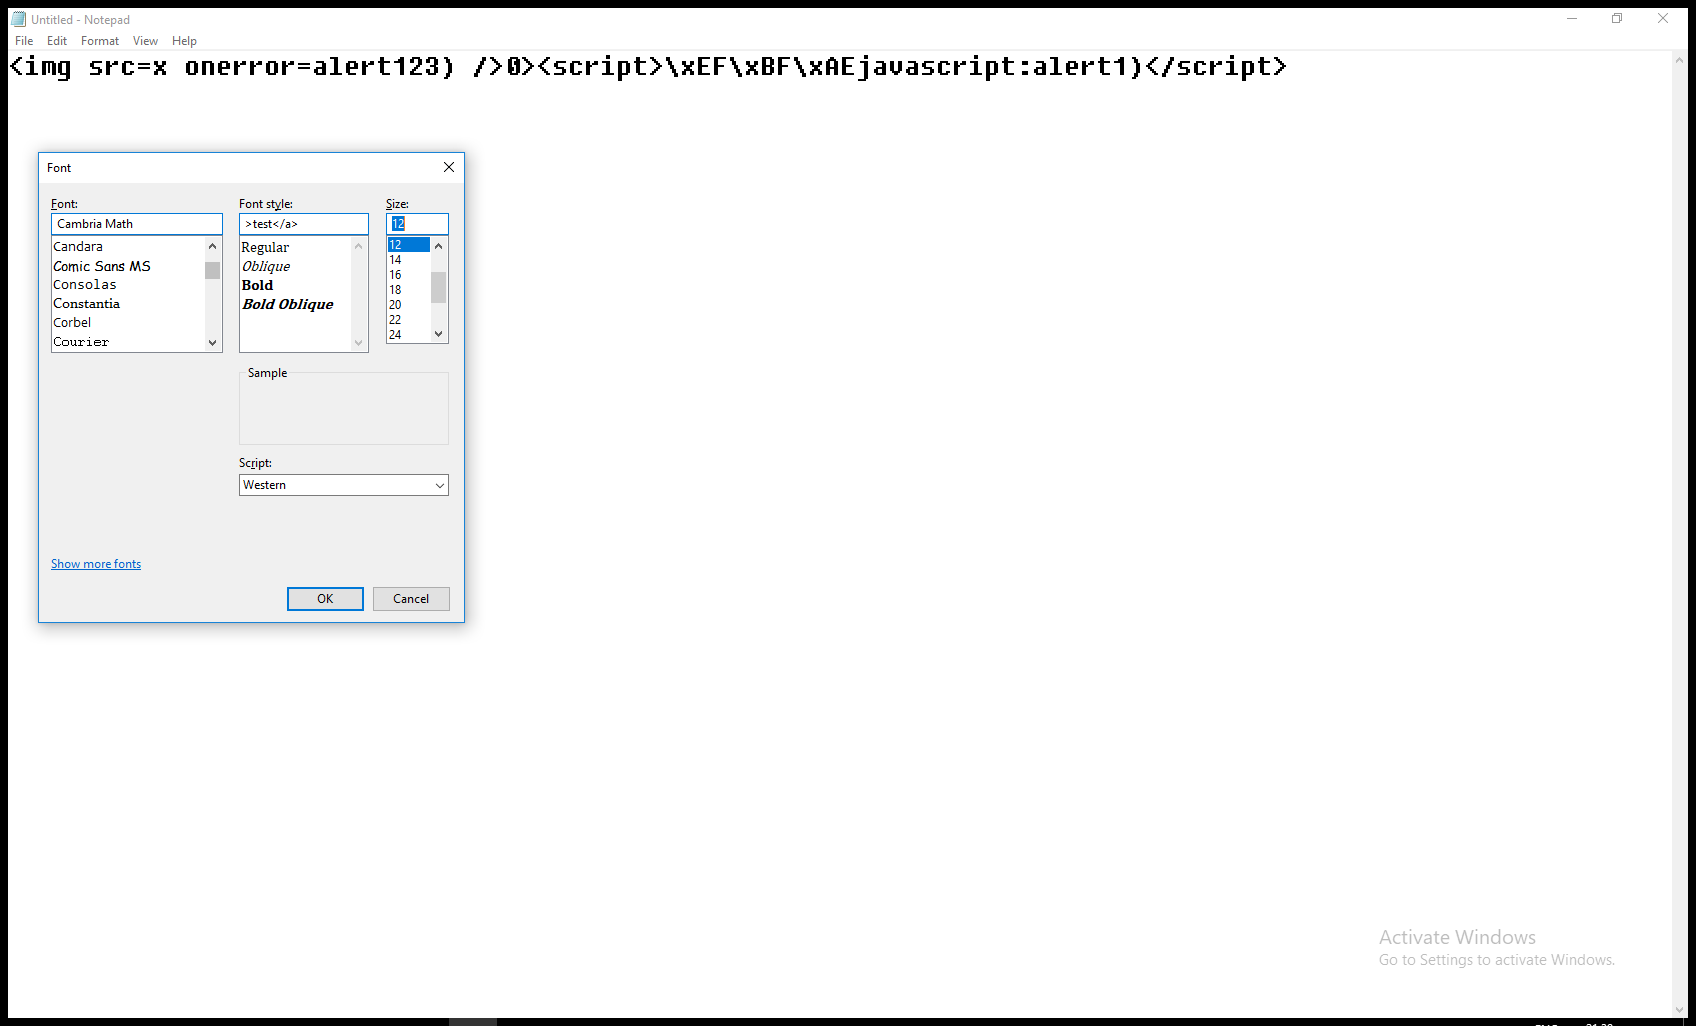 Untitled - Notepad
File Edit Format View Help
<img src=x onerror=alert123) />0><script>\xEF\xBF\xAEjavascript:alert1)</script>
Font
Font:
Cambria Math
Candara
Comic Sans MS
Consolas
Constantia
Corbel
Courier
Font style:
>test</a>
Regular
Oblique
Bold
Bold Oblique
Size:
12
12
14
16
18
20
22
24
Sample
Script:
Western
Show more fonts
OK Cancel
Activate Windows
Go to Settings to activate Windows.